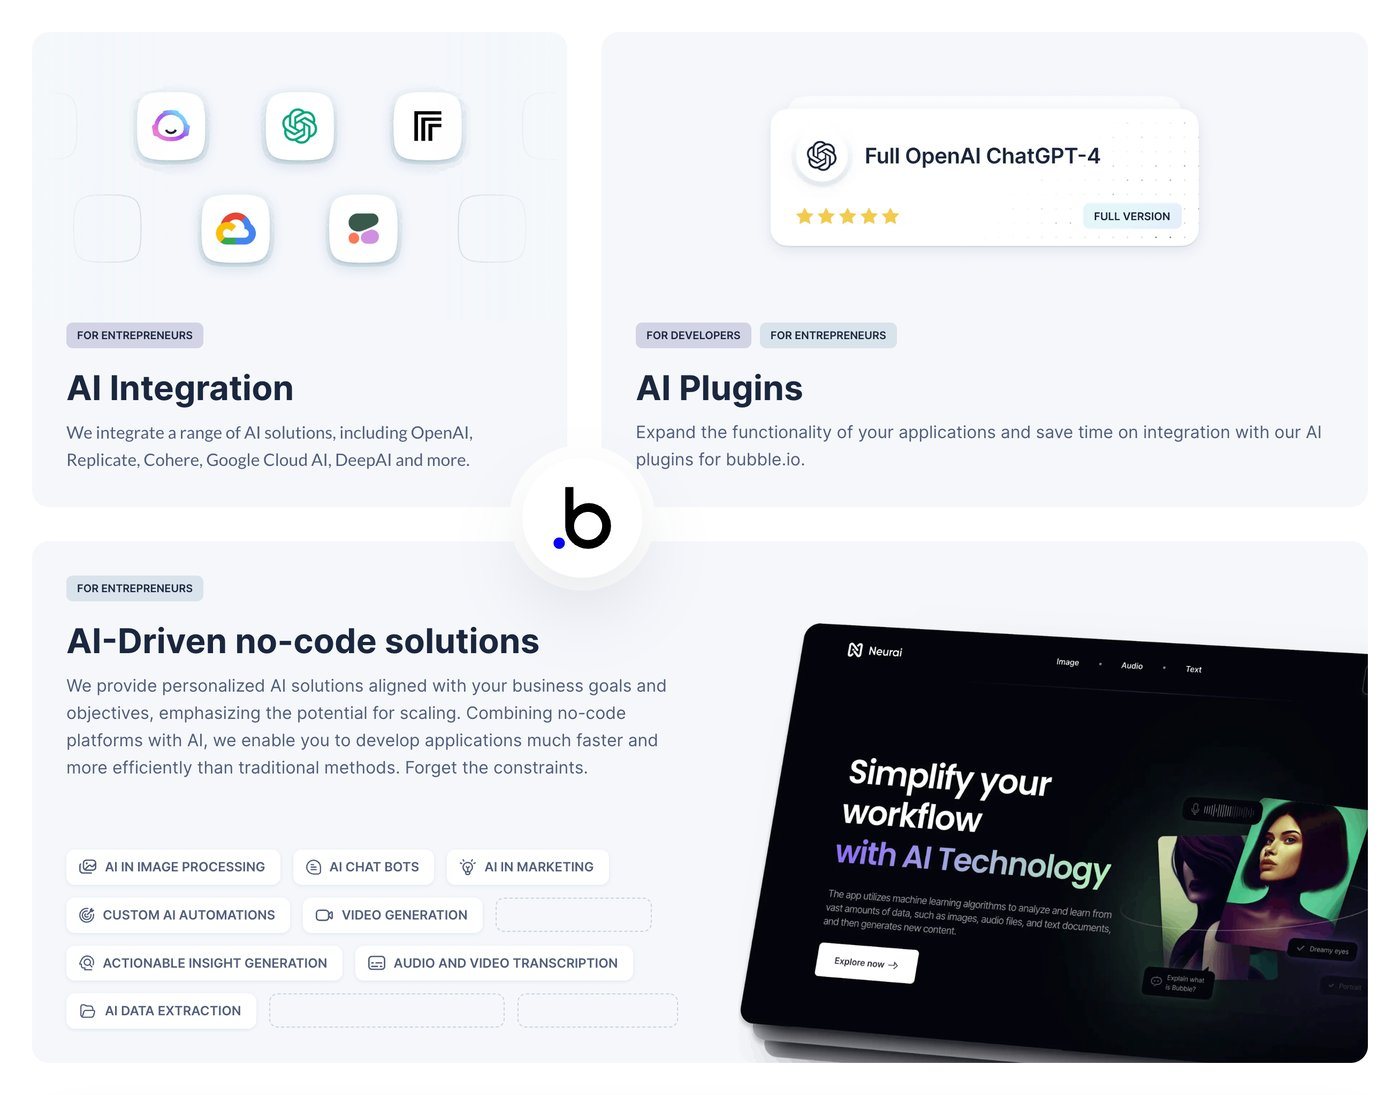 FOR ENTREPRENEURS
AI Integration
We integrate a range of AI solutions, including OpenAI,
Replicate, Cohere, Google Cloud AI, DeepAI and more.
Full OpenAI ChatGPT-4
FULL VERSION
FOR DEVELOPERS
FOR ENTREPRENEURS
AI Plugins
Expand the functionality of your applications and save time on integration with our AI
plugins for bubble.io.
.b
FOR ENTREPRENEURS
AI-Driven no-code solutions
We provide personalized AI solutions aligned with your business goals and
objectives, emphasizing the potential for scaling. Combining no-code
platforms with AI, we enable you to develop applications much faster and
more efficiently than traditional methods. Forget the constraints.
AI IN IMAGE PROCESSING
AI CHAT BOTS
AI IN MARKETING
CUSTOM AI AUTOMATIONS
VIDEO GENERATION
ACTIONABLE INSIGHT GENERATION
AUDIO AND VIDEO TRANSCRIPTION
AI DATA EXTRACTION
Neurai
Image • Audio • Text
Simplify your
workflow
with AI Technology
The app utilizes machine learning algorithms to analyze and learn from
vast amounts of data, such as images, audio files, and text documents,
and then generates new content.
Explore now →
Dreamy eyes
Explain what
is Bubble?
Portrait